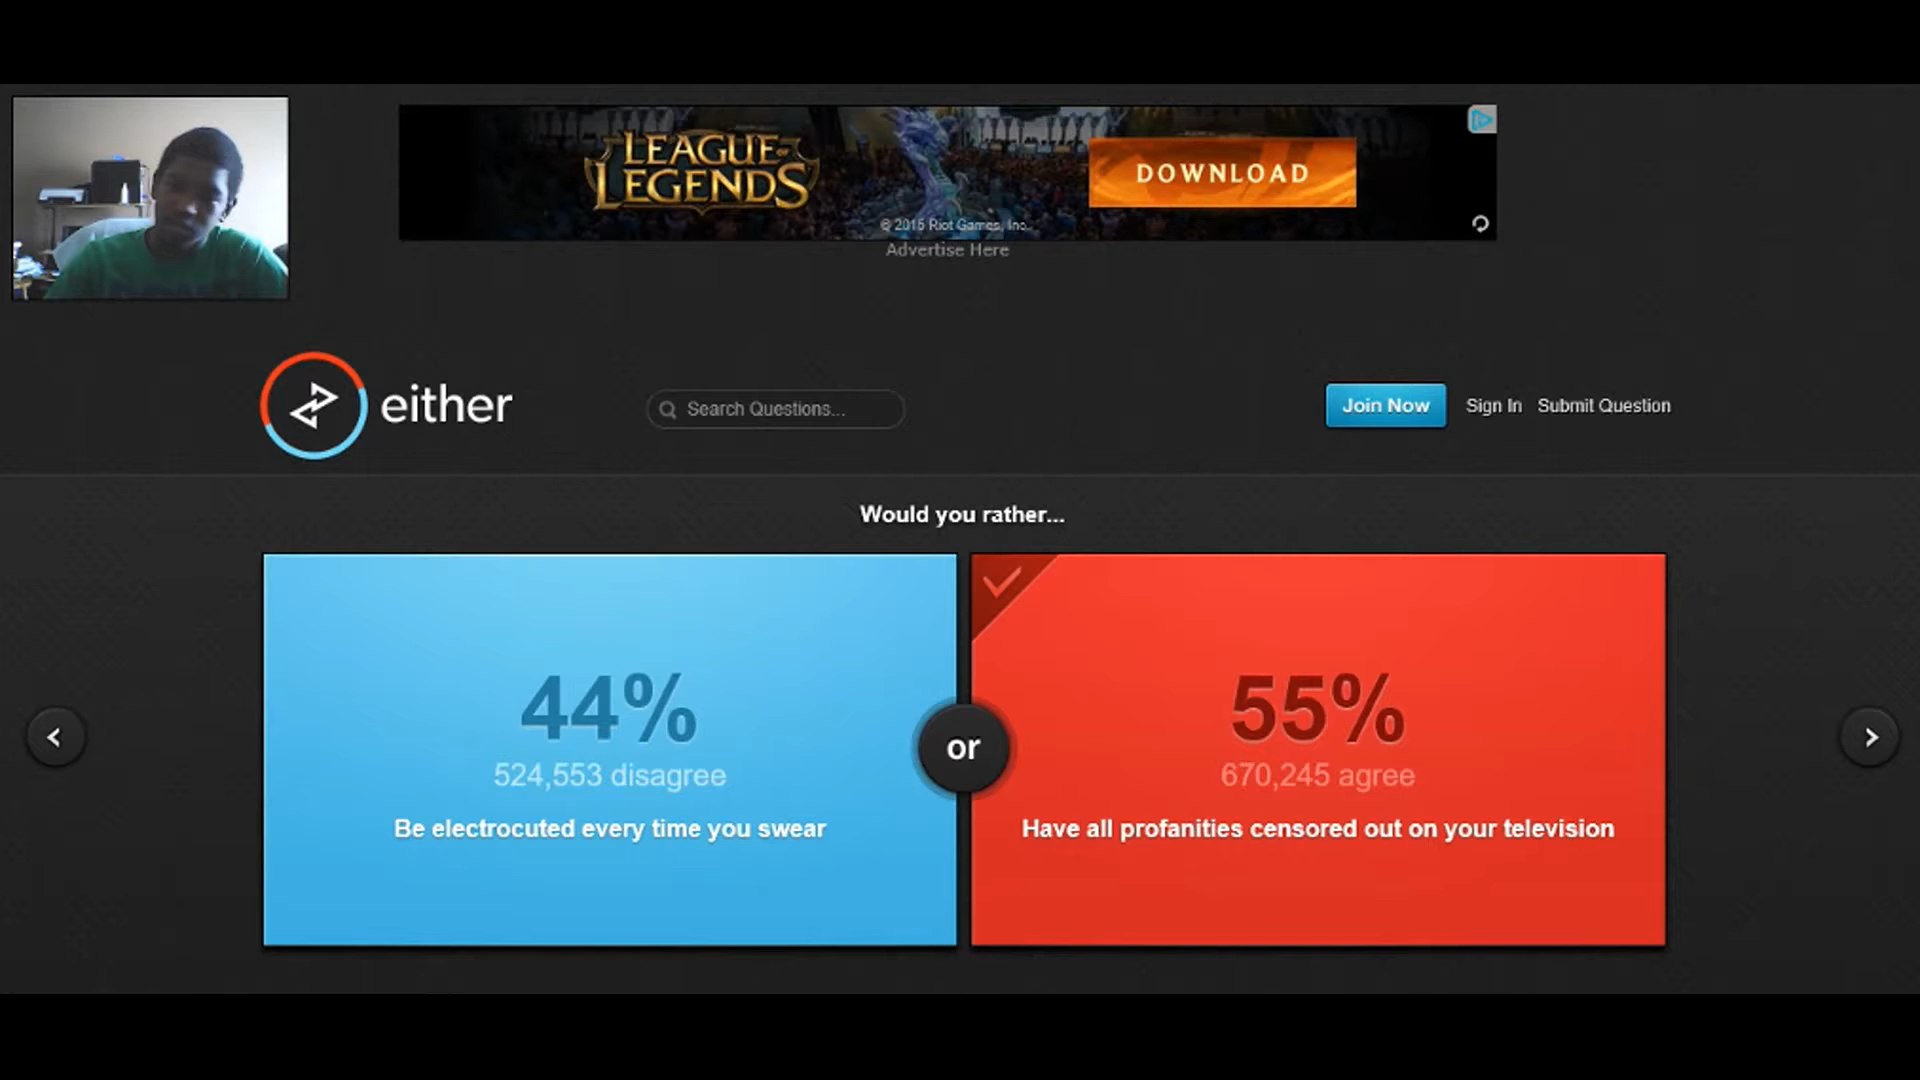 LEAGUE OF
LEGENDS
DOWNLOAD
© 2015 Riot Games, Inc.
Advertise Here
either
Search Questions...
Join Now
Sign In
Submit Question
Would you rather...
44%
524,553 disagree
Be electrocuted every time you swear
or
55%
670,245 agree
Have all profanities censored out on your television